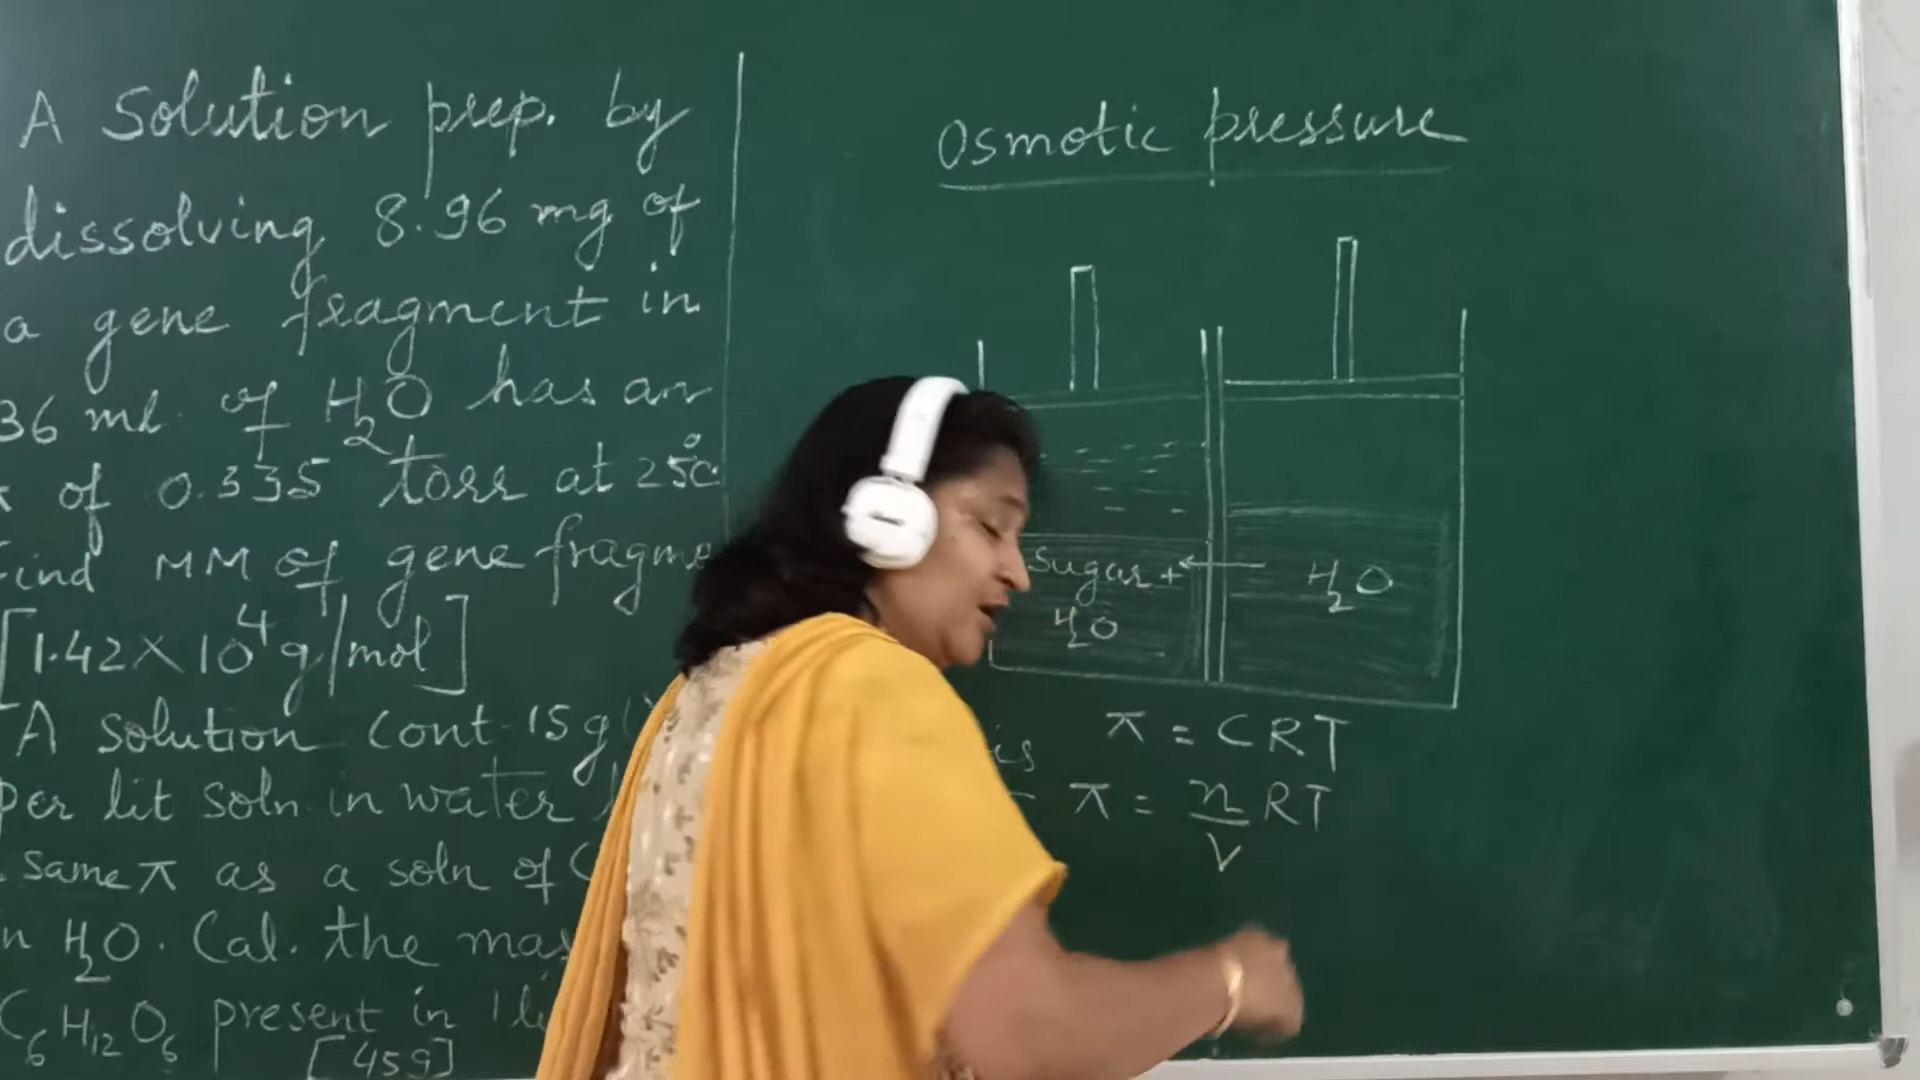 A Solution prep. by
dissolving 8.96 mg of
a gene fragment in
36 ml. of H₂O has an
of 0.335 torr at 25°C.
Find MM of gene fragme
[1.42×10⁴ g/mol]
A solution cont. 15g
per lit soln. in water
same π as a soln of C
in H₂O. Cal. the mas
C₆H₁₂O₆ present in 1 li
[45g]
Osmotic pressure
Sugar +
H₂O
H₂O
is
π = CRT
π = n/V RT